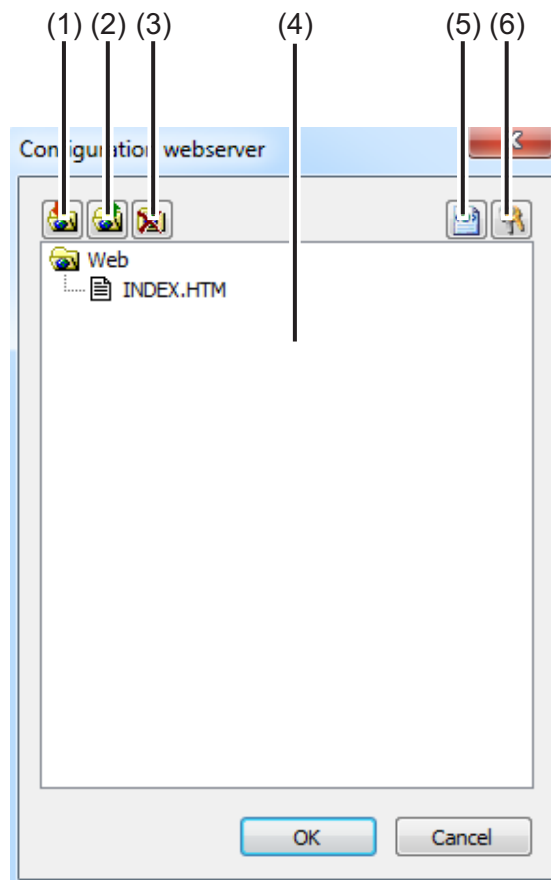 (1) (2) (3) (4) (5) (6)
Configuration webserver
Web
INDEX.HTM
OK Cancel